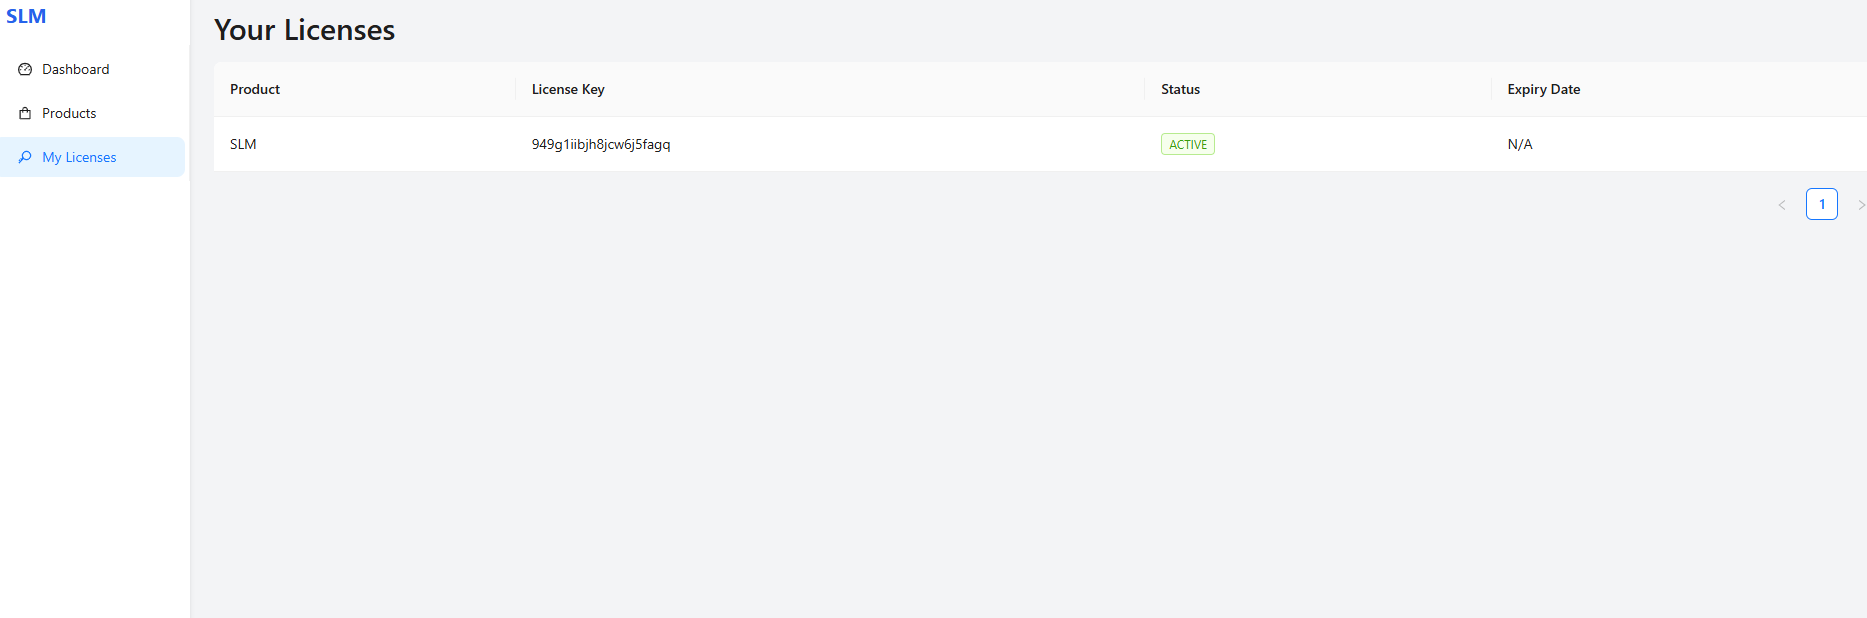 SLM
Dashboard
Products
My Licenses
Your Licenses
Product License Key Status Expiry Date
SLM 949g1iibjh8jcw6j5fagq ACTIVE N/A
1